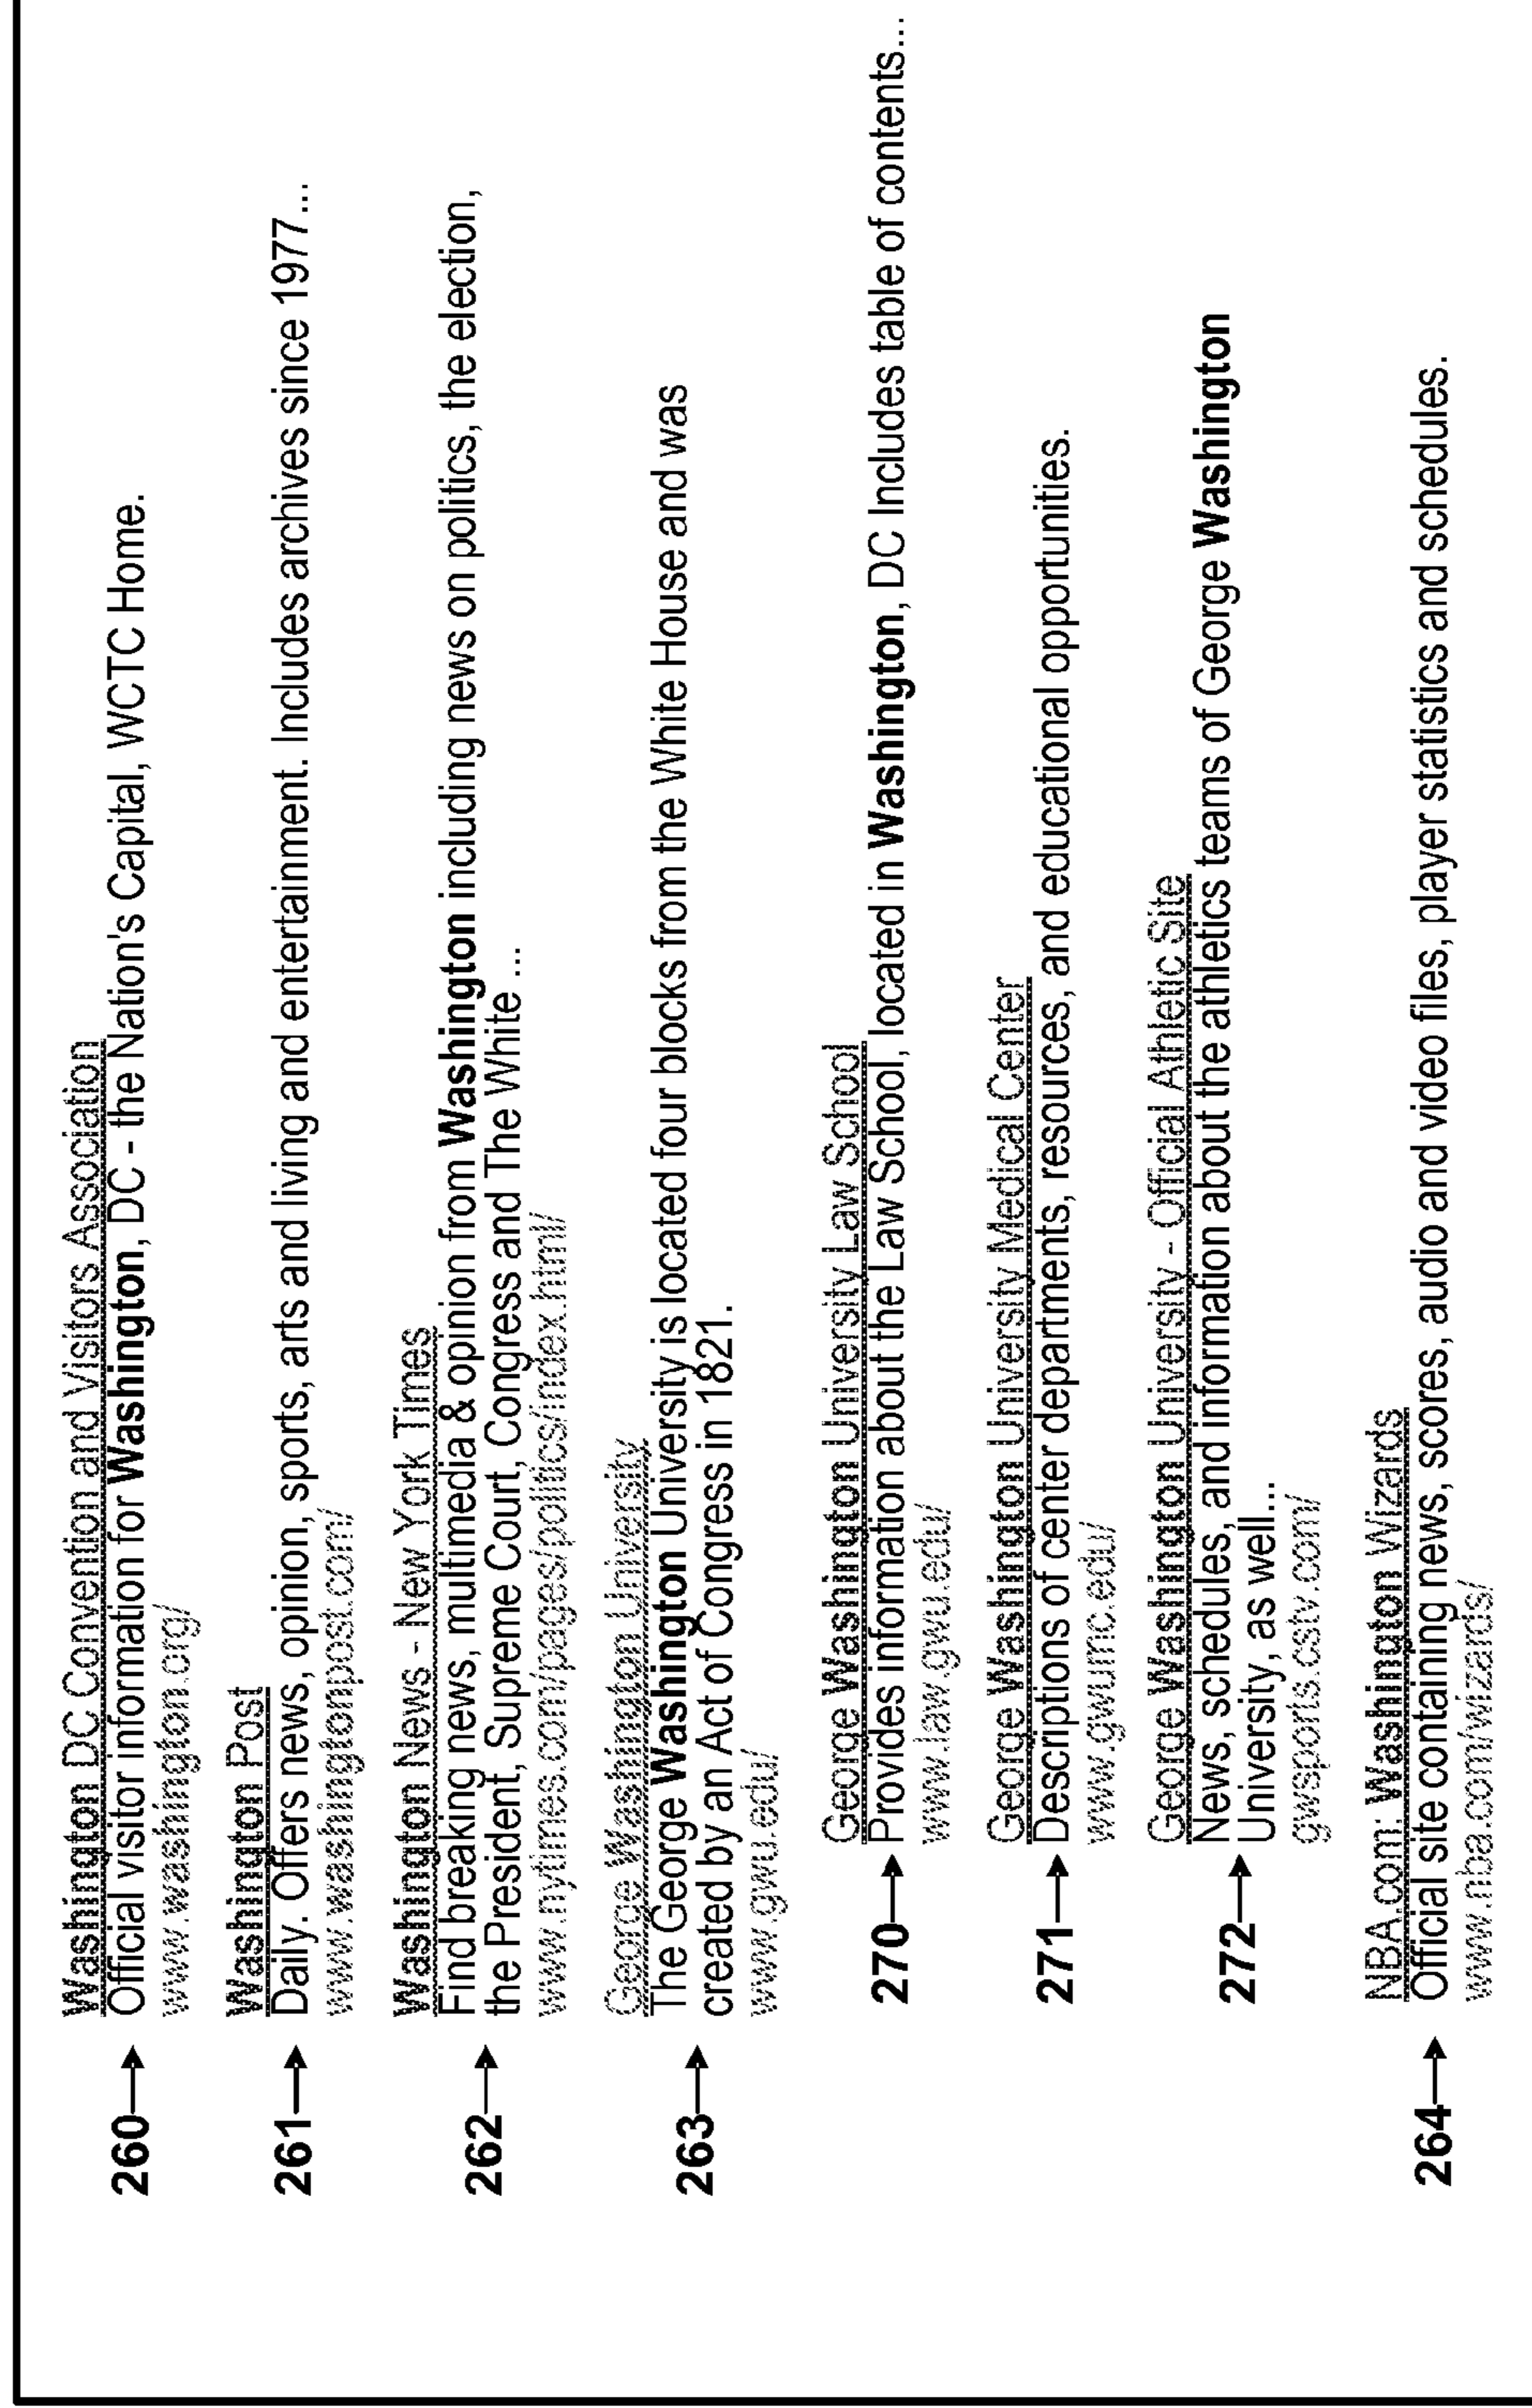 Washington DC Convention and Visitors Association
260 Official visitor information for Washington, DC - the Nation's Capital, WCTC Home.
www.washington.org/
Washington Post
261 Daily. Offers news, opinion, sports, arts and living and entertainment. Includes archives since 1977...
www.washingtonpost.com/
Washington News - New York Times
Find breaking news, multimedia & opinion from Washington including news on politics, the election,
262 the President, Supreme Court, Congress and The White ...
www.nytimes.com/pages/politics/index.html/
George Washington University
The George Washington University is located four blocks from the White House and was
263 created by an Act of Congress in 1821.
www.gwu.edu/
George Washington University Law School
270 Provides information about the Law School, located in Washington, DC Includes table of contents...
www.law.gwu.edu/
George Washington University Medical Center
271 Descriptions of center departments, resources, and educational opportunities.
www.gwumc.edu/
George Washington University - Official Athletic Site
News, schedules, and information about the athletics teams of George Washington
272 University, as well...
gwsports.cstv.com/
NBA.com: Washington Wizards
264 Official site containing news, scores, audio and video files, player statistics and schedules.
www.nba.com/wizards/